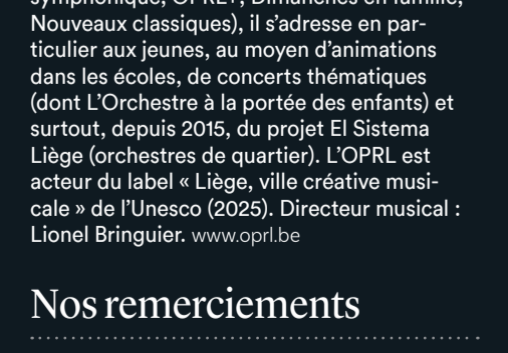 symphonique, OPRL+, Dimanches en famille,
Nouveaux classiques), il s’adresse en par-
ticulier aux jeunes, au moyen d’animations
dans les écoles, de concerts thématiques
(dont L’Orchestre à la portée des enfants) et
surtout, depuis 2015, du projet El Sistema
Liège (orchestres de quartier). L’OPRL est
acteur du label « Liège, ville créative musi-
cale » de l’Unesco (2025). Directeur musical :
Lionel Bringuier. www.oprl.be
Nos remerciements